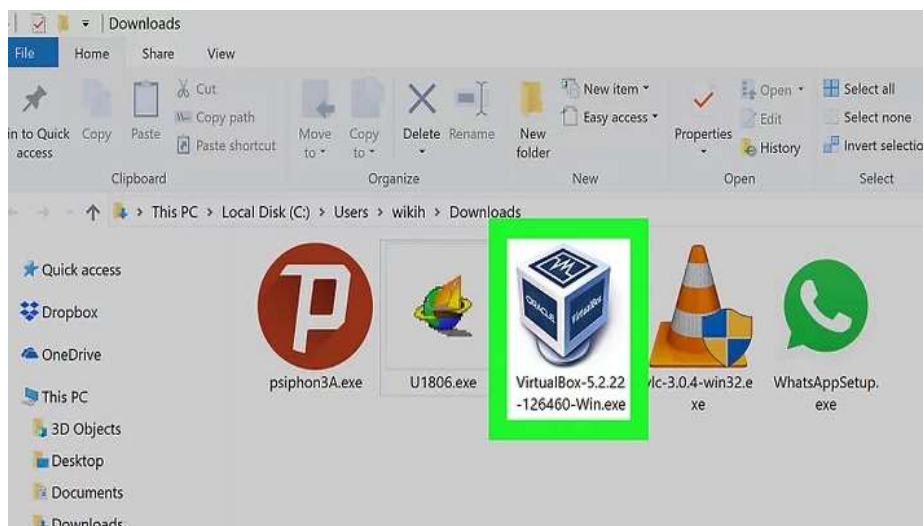 Downloads
File Home Share View
in to Quick
access
Copy
Paste
Cut
Copy path
Paste shortcut
Move
to
Copy
to
Delete
Rename
New
folder
New item
Easy access
Properties
Open
Edit
History
Select all
Select none
Invert selectio
Clipboard Organize New Open Select
This PC > Local Disk (C:) > Users > wikih > Downloads
Quick access
Dropbox
OneDrive
This PC
3D Objects
Desktop
Documents
Downloads
psiphon3A.exe
U1806.exe
ORACLE
VirtualBox
VirtualBox-5.2.22
-126460-Win.exe
vlc-3.0.4-win32.e
xe
WhatsAppSetup.
exe